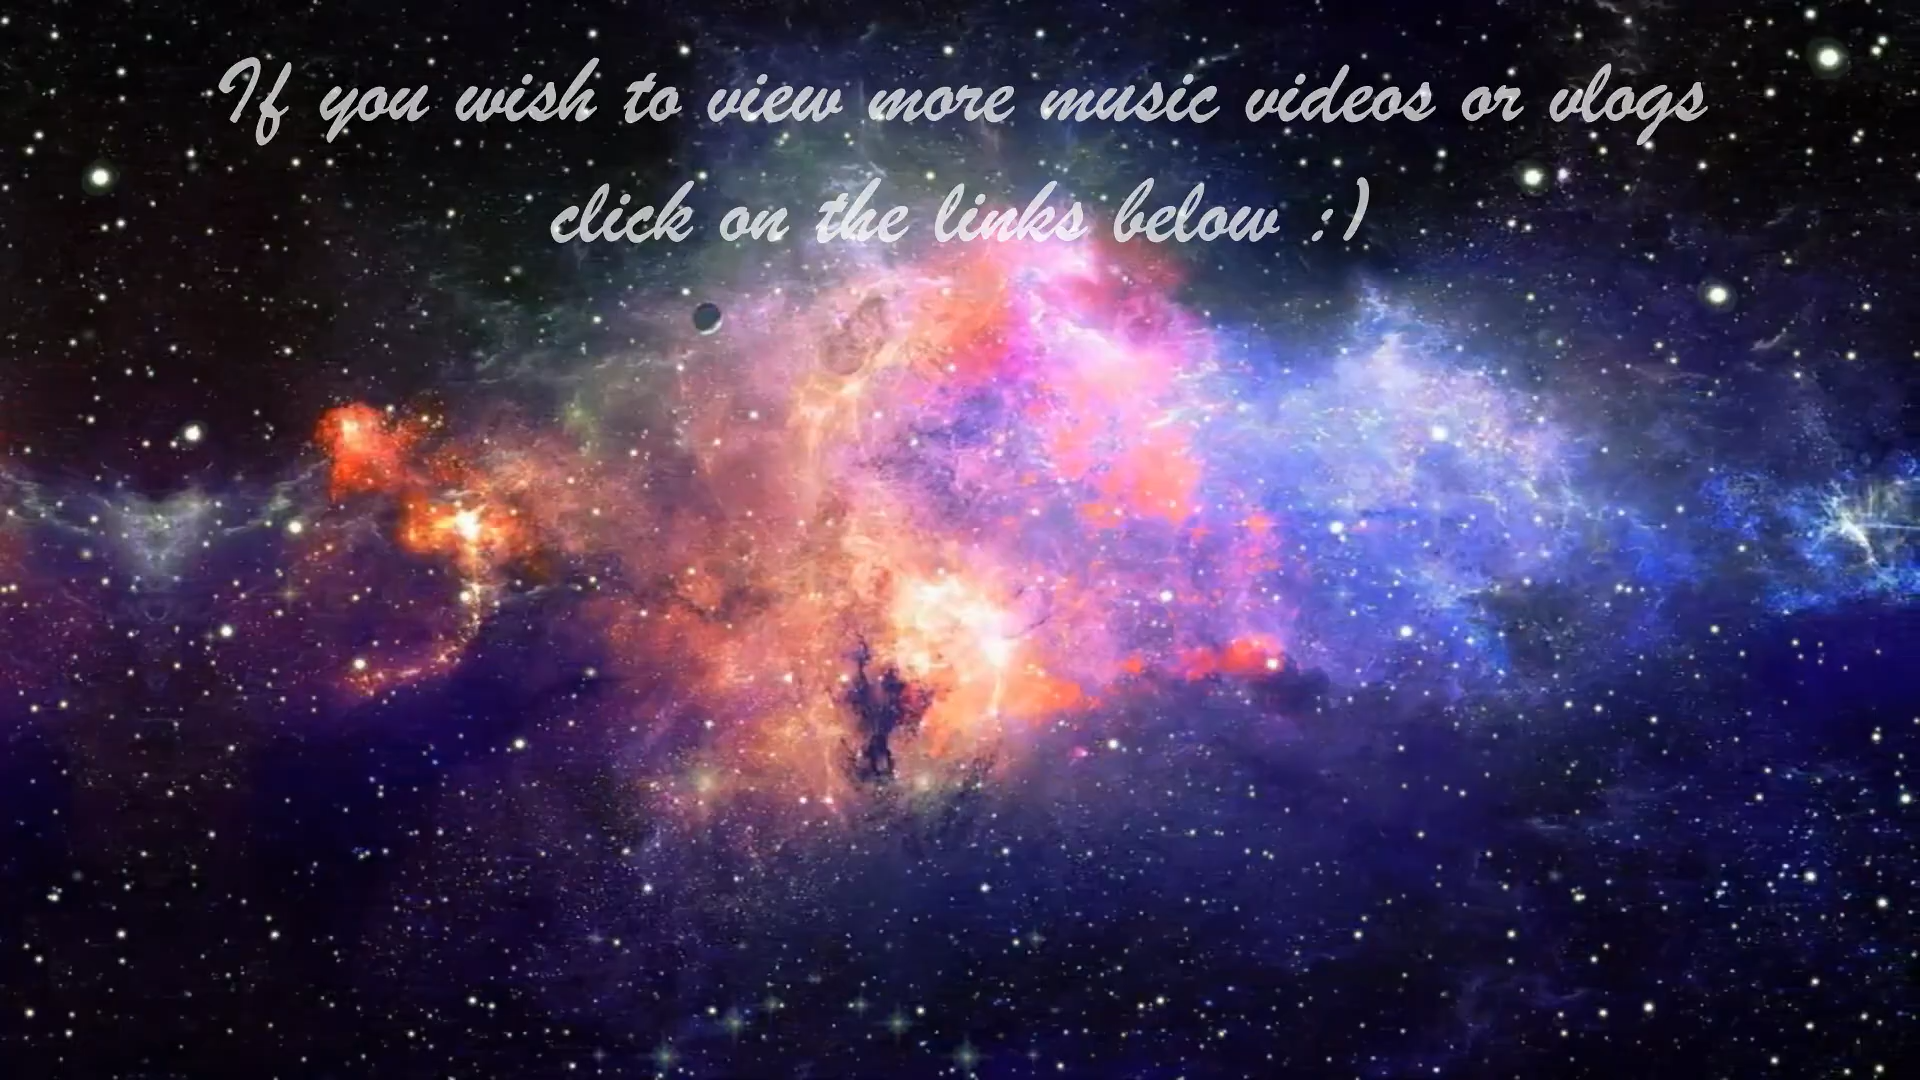 If you wish to view more music videos or vlogs
click on the links below :)